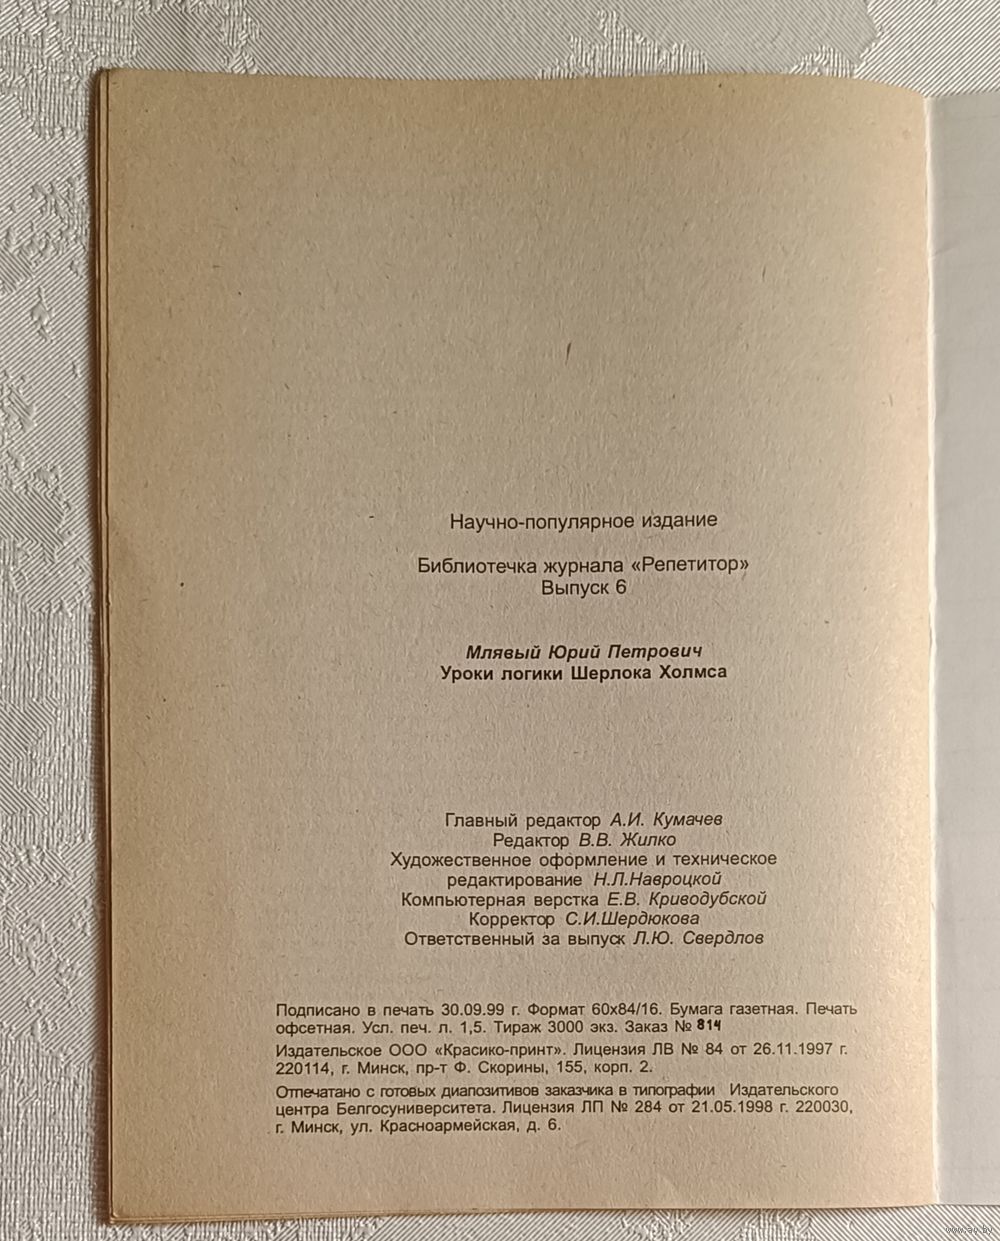 Научно-популярное издание
Библиотечка журнала «Репетитор»
Выпуск 6
Млявый Юрий Петрович
Уроки логики Шерлока Холмса
Главный редактор А.И. Кумачев
Редактор В.В. Жилко
Художественное оформление и техническое
редактирование Н.Л.Навроцкой
Компьютерная верстка Е.В. Криводубской
Корректор С.И.Шердюкова
Ответственный за выпуск Л.Ю. Свердлов
Подписано в печать 30.09.99 г. Формат 60х84/16. Бумага газетная. Печать
офсетная. Усл. печ. л. 1,5. Тираж 3000 экз. Заказ № 814
Издательское ООО «Красико-принт». Лицензия ЛВ № 84 от 26.11.1997 г.
220114, г. Минск, пр-т Ф. Скорины, 155, корп. 2.
Отпечатано с готовых диапозитивов заказчика в типографии Издательского
центра Белгосуниверситета. Лицензия ЛП № 284 от 21.05.1998 г. 220030,
г. Минск, ул. Красноармейская, д. 6.
www.av.by